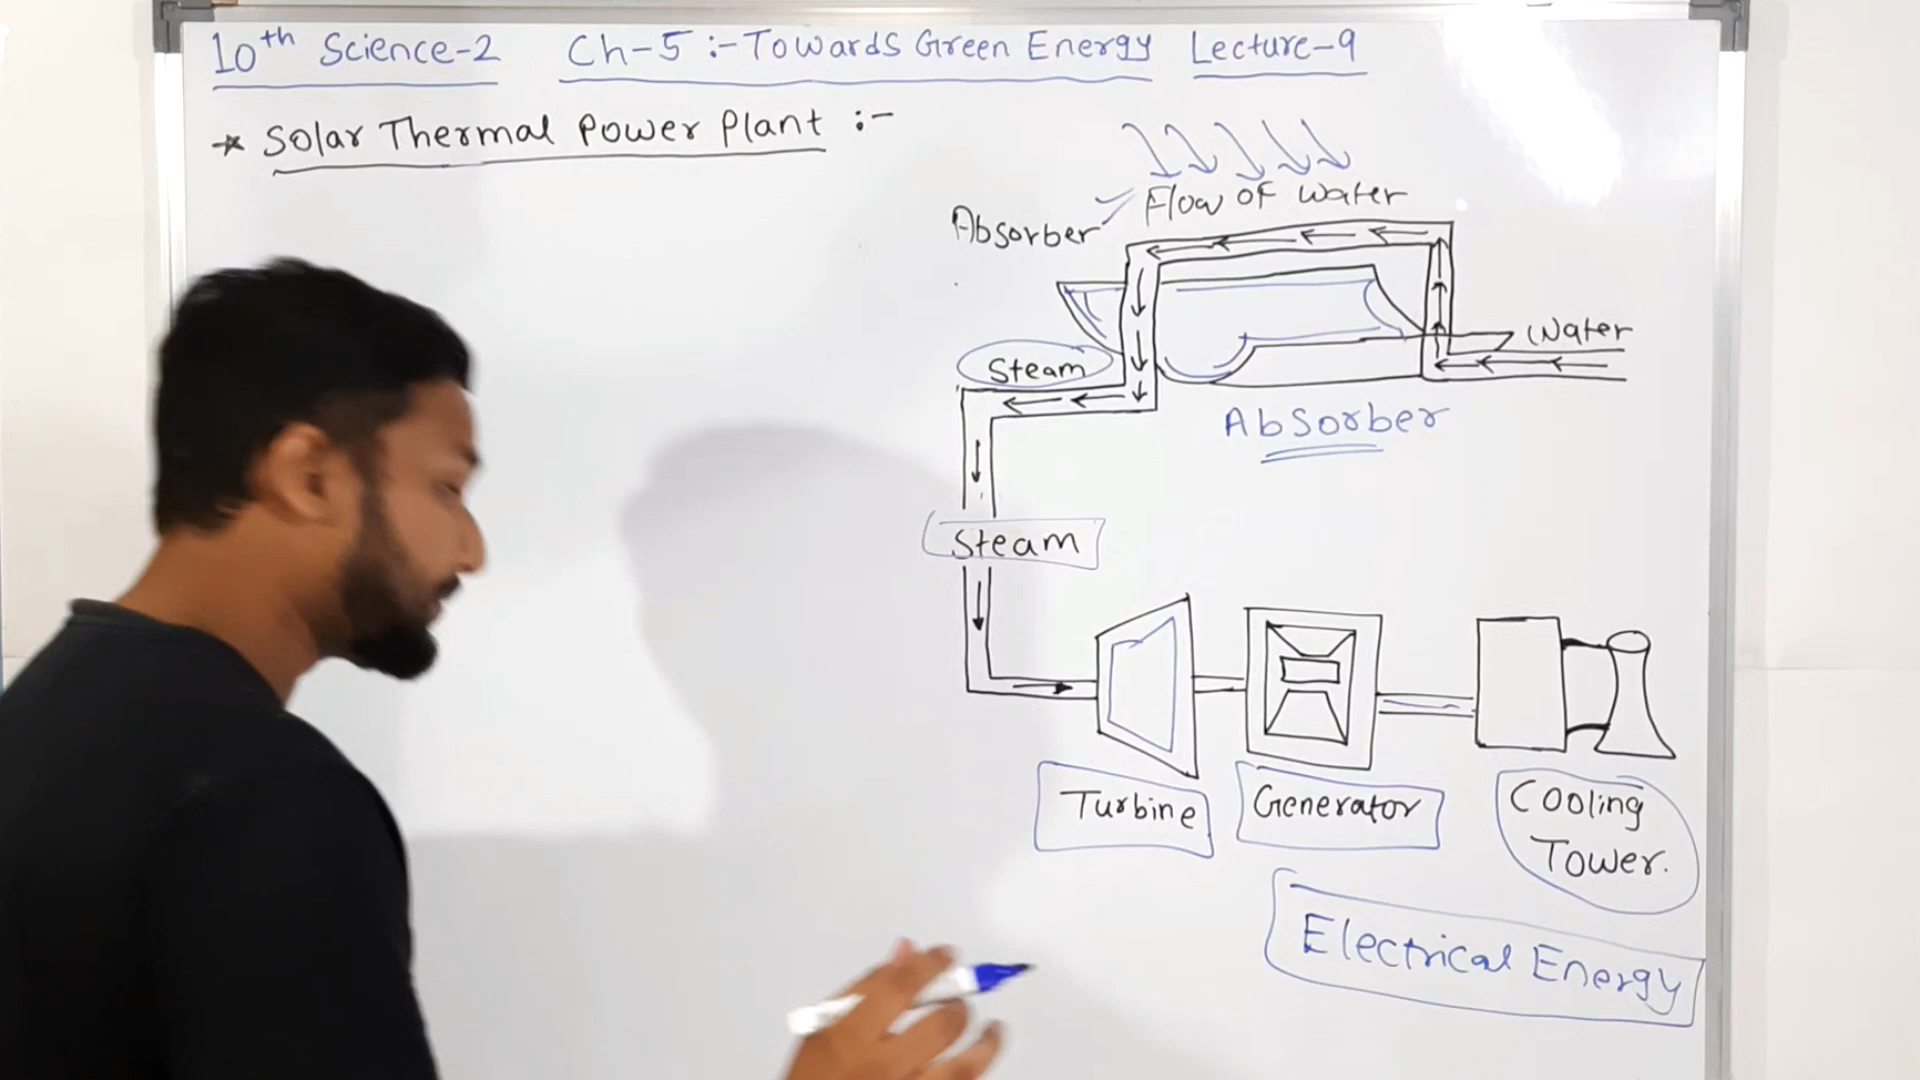 10th Science-2 Ch-5:-Towards Green Energy Lecture-9
* Solar Thermal Power Plant :-
Flow of water
Absorber
Water
Steam
Absorber
Steam
Turbine
Generator
Cooling
Tower.
Electrical Energy